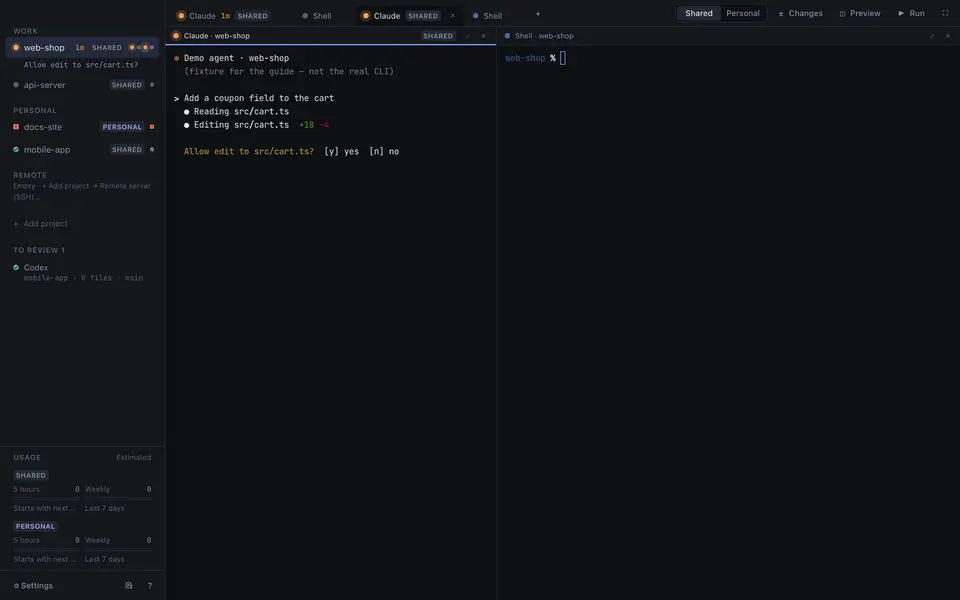 WORK
web-shop 1m SHARED
Allow edit to src/cart.ts?
api-server SHARED
PERSONAL
docs-site PERSONAL
mobile-app SHARED
REMOTE
Empty · + Add project → Remote server
(SSH)…
+ Add project
TO REVIEW 1
Codex
mobile-app · 0 files · main
USAGE Estimated
SHARED
5 hours 0 Weekly 0
Starts with next … Last 7 days
PERSONAL
5 hours 0 Weekly 0
Starts with next … Last 7 days
Settings ?
Claude 1m SHARED Shell Claude SHARED × Shell +
Shared Personal ± Changes Preview Run
Claude · web-shop SHARED ×
Demo agent · web-shop
(fixture for the guide — not the real CLI)
> Add a coupon field to the cart
● Reading src/cart.ts
● Editing src/cart.ts +18 -4
Allow edit to src/cart.ts? [y] yes [n] no
Shell · web-shop ×
web-shop %